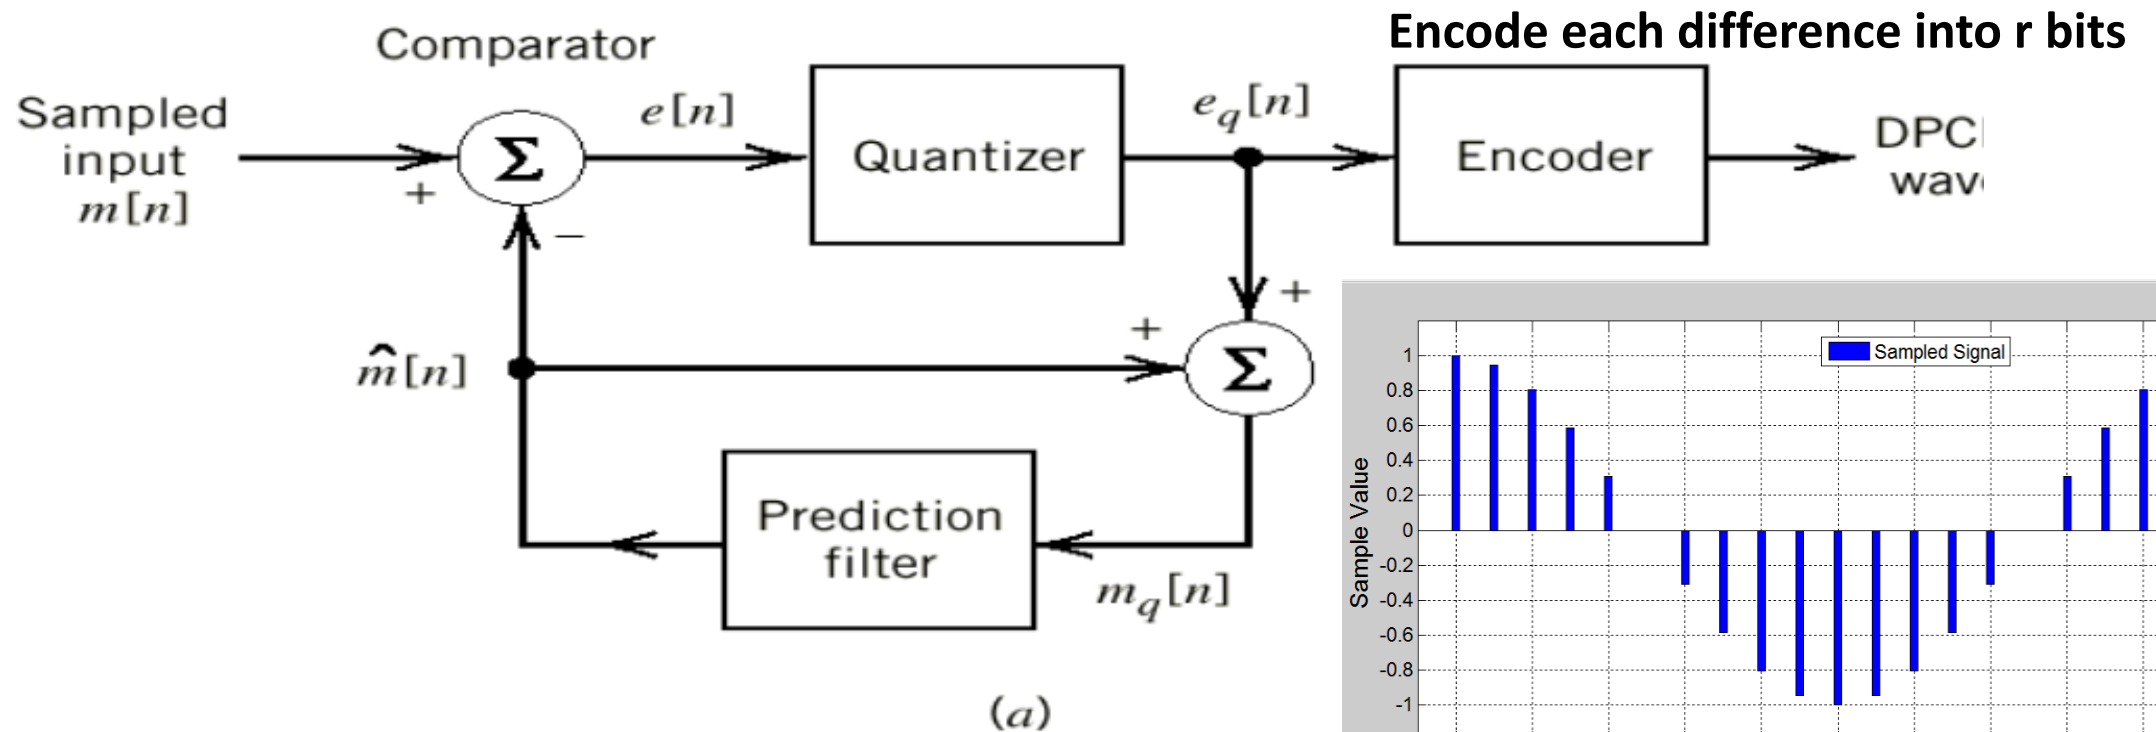 Encode each difference into r bits
Comparator
Sampled
input
m[n]
+
Σ
−
e[n]
Quantizer
e_q[n]
Encoder
+
+
Σ
m̂[n]
Prediction
filter
m_q[n]
(a)
Sampled Signal
Sample Value
1
0.8
0.6
0.4
0.2
0
-0.2
-0.4
-0.6
-0.8
-1